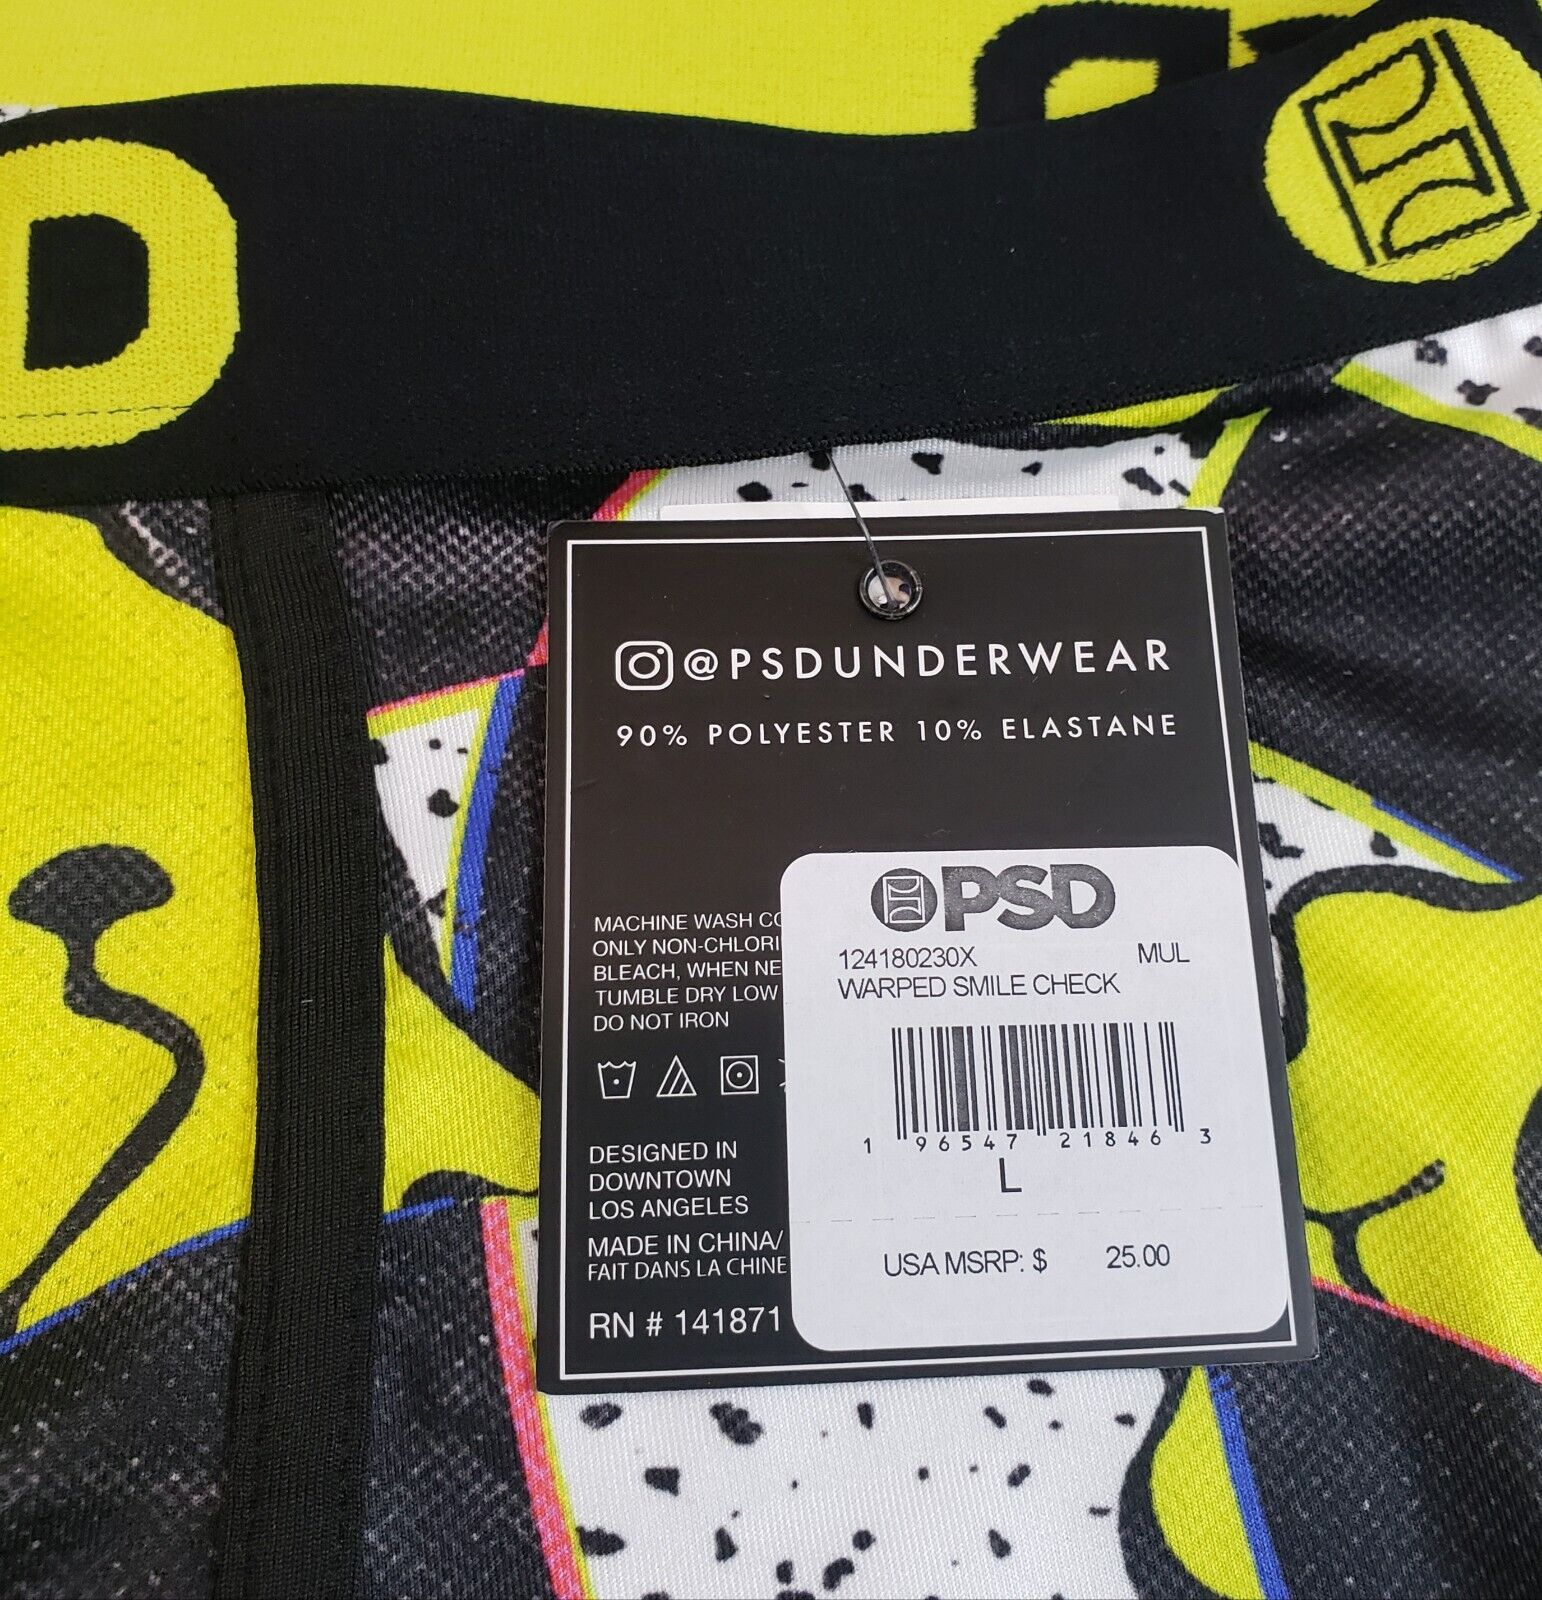 D
@PSDUNDERWEAR
90% POLYESTER 10% ELASTANE
MACHINE WASH
ONLY NON-CHLORI
BLEACH, WHEN NE
TUMBLE DRY LOW
DO NOT IRON
DESIGNED IN
DOWNTOWN
LOS ANGELES
MADE IN CHINA/
FAIT DANS LA CHINE
RN # 141871
PSD
124180230X MUL
WARPED SMILE CHECK
1 96547 21846 3
L
USA MSRP: $ 25.00